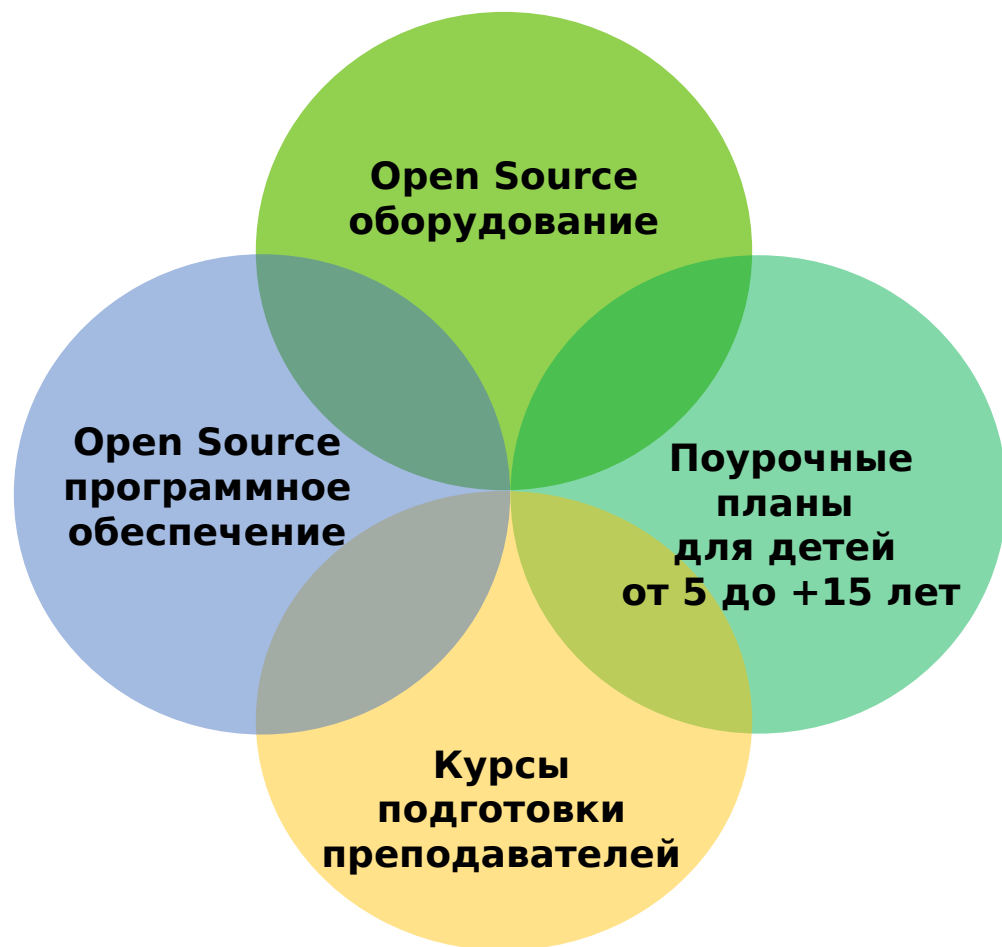 Open Source
оборудование
Open Source
программное
обеспечение
Поурочные
планы
для детей
от 5 до +15 лет
Курсы
подготовки
преподавателей